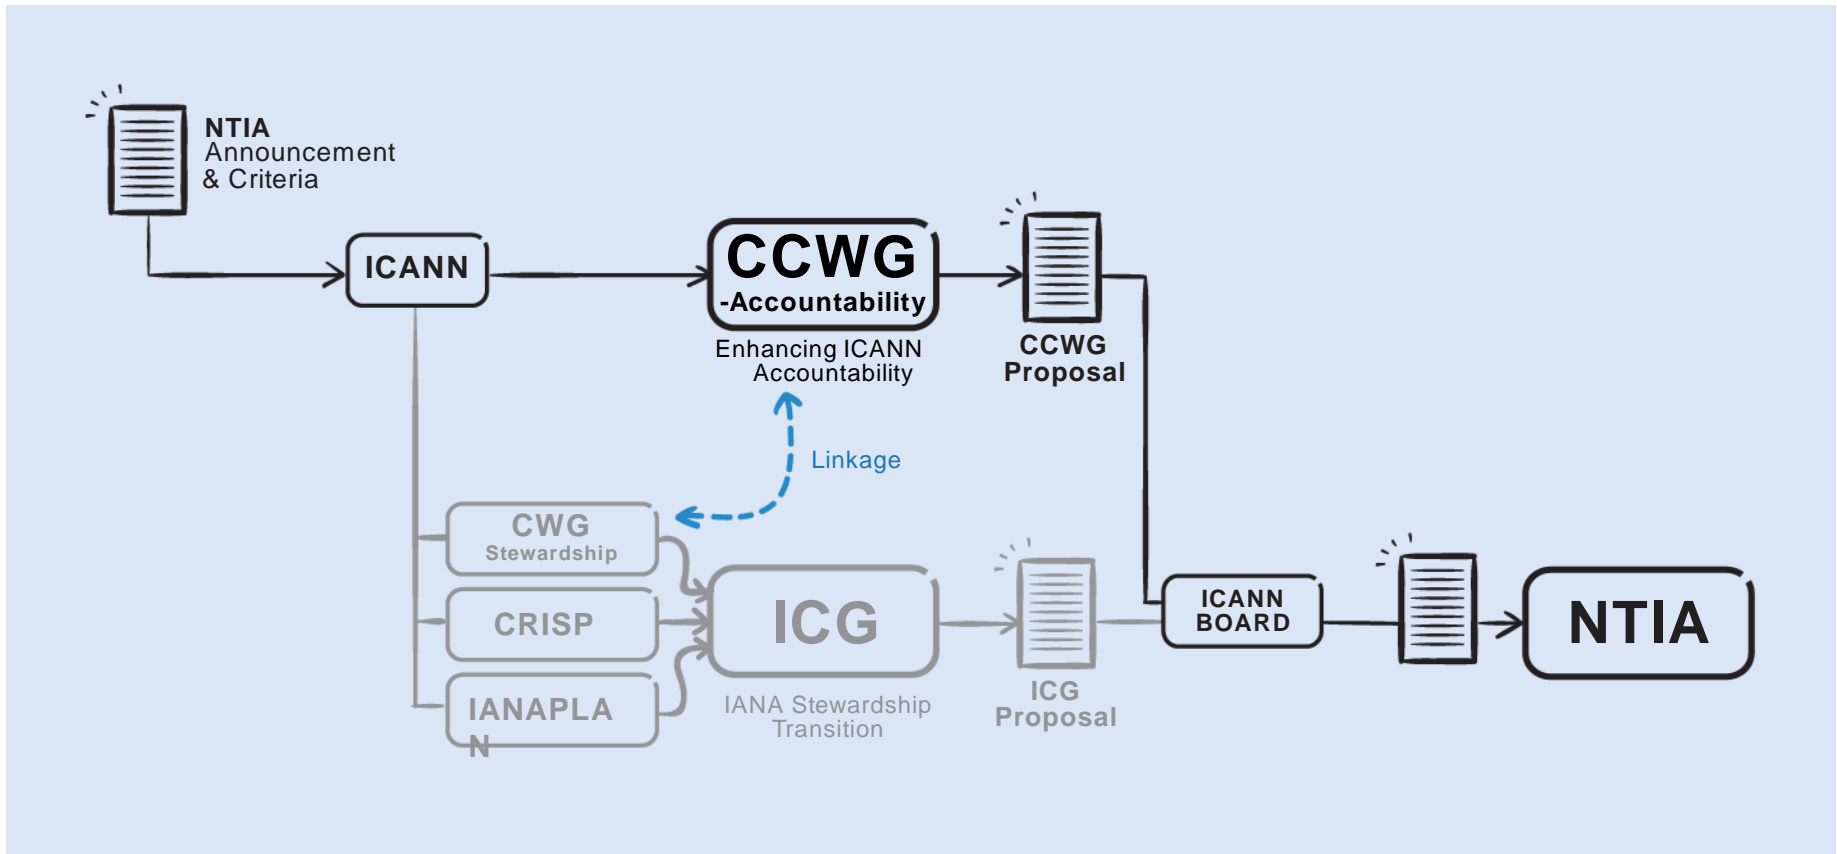 NTIA
Announcement
& Criteria
ICANN
CCWG
-Accountability
Enhancing ICANN
Accountability
CCWG
Proposal
Linkage
CWG
Stewardship
CRISP
IANAPLA
N
ICG
IANA Stewardship
Transition
ICG
Proposal
ICANN
BOARD
NTIA